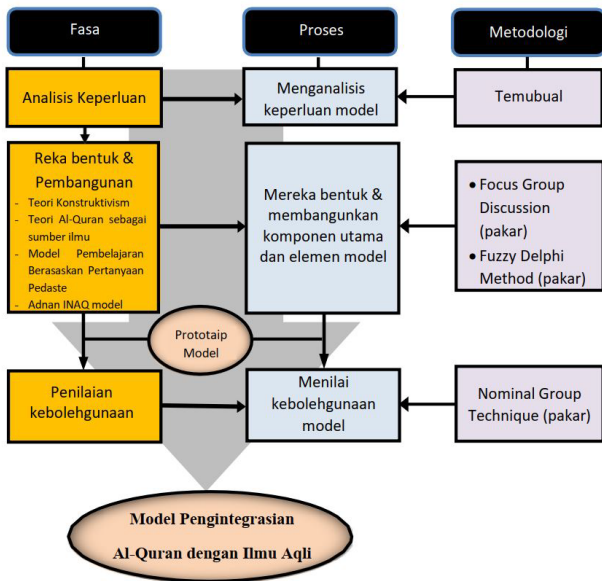 Fasa
Proses
Metodologi
Analisis Keperluan
Menganalisis
keperluan model
Temubual
Reka bentuk &
Pembangunan
- Teori Konstruktivism
- Teori Al-Quran sebagai
sumber ilmu
- Model Pembelajaran
Berasaskan Pertanyaan
Pedaste
- Adnan INAQ model
Mereka bentuk &
membangunkan
komponen utama
dan elemen model
• Focus Group
Discussion
(pakar)
• Fuzzy Delphi
Method (pakar)
Prototaip
Model
Penilaian
kebolehgunaan
Menilai
kebolehgunaan
model
Nominal Group
Technique (pakar)
Model Pengintegrasian
Al-Quran dengan Ilmu Aqli